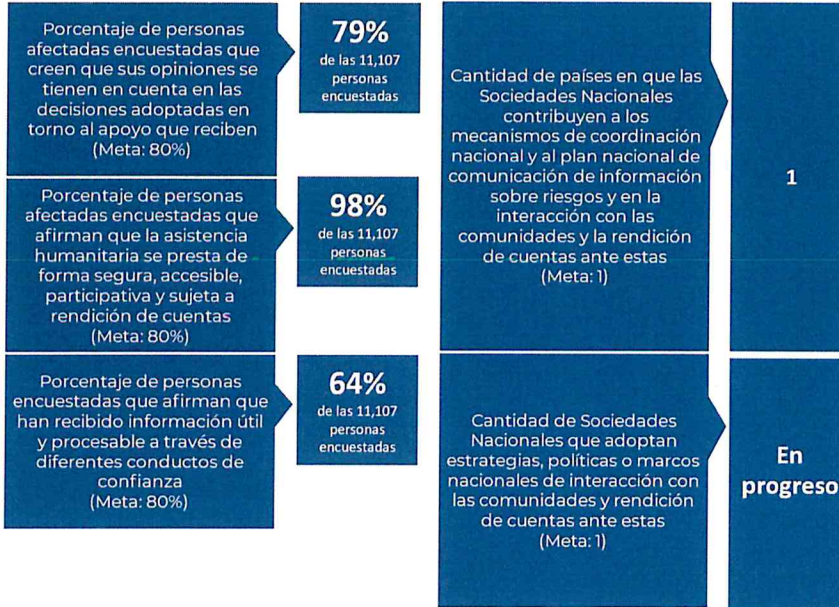 Porcentaje de personas
afectadas encuestadas que
creen que sus opiniones se
tienen en cuenta en las
decisiones adoptadas en
torno al apoyo que reciben
(Meta: 80%)
79%
de las 11,107
personas
encuestadas
Porcentaje de personas
afectadas encuestadas que
afirman que la asistencia
humanitaria se presta de
forma segura, accesible,
participativa y sujeta a
rendición de cuentas
(Meta: 80%)
98%
de las 11,107
personas
encuestadas
Porcentaje de personas
encuestadas que afirman que
han recibido información útil
y procesable a través de
diferentes conductos de
confianza
(Meta: 80%)
64%
de las 11,107
personas
encuestadas
Cantidad de países en que las
Sociedades Nacionales
contribuyen a los
mecanismos de coordinación
nacional y al plan nacional de
comunicación de información
sobre riesgos y en la
interacción con las
comunidades y la rendición
de cuentas ante estas
(Meta: 1)
1
Cantidad de Sociedades
Nacionales que adoptan
estrategias, políticas o marcos
nacionales de interacción con
las comunidades y rendición
de cuentas ante estas
(Meta: 1)
En
progreso